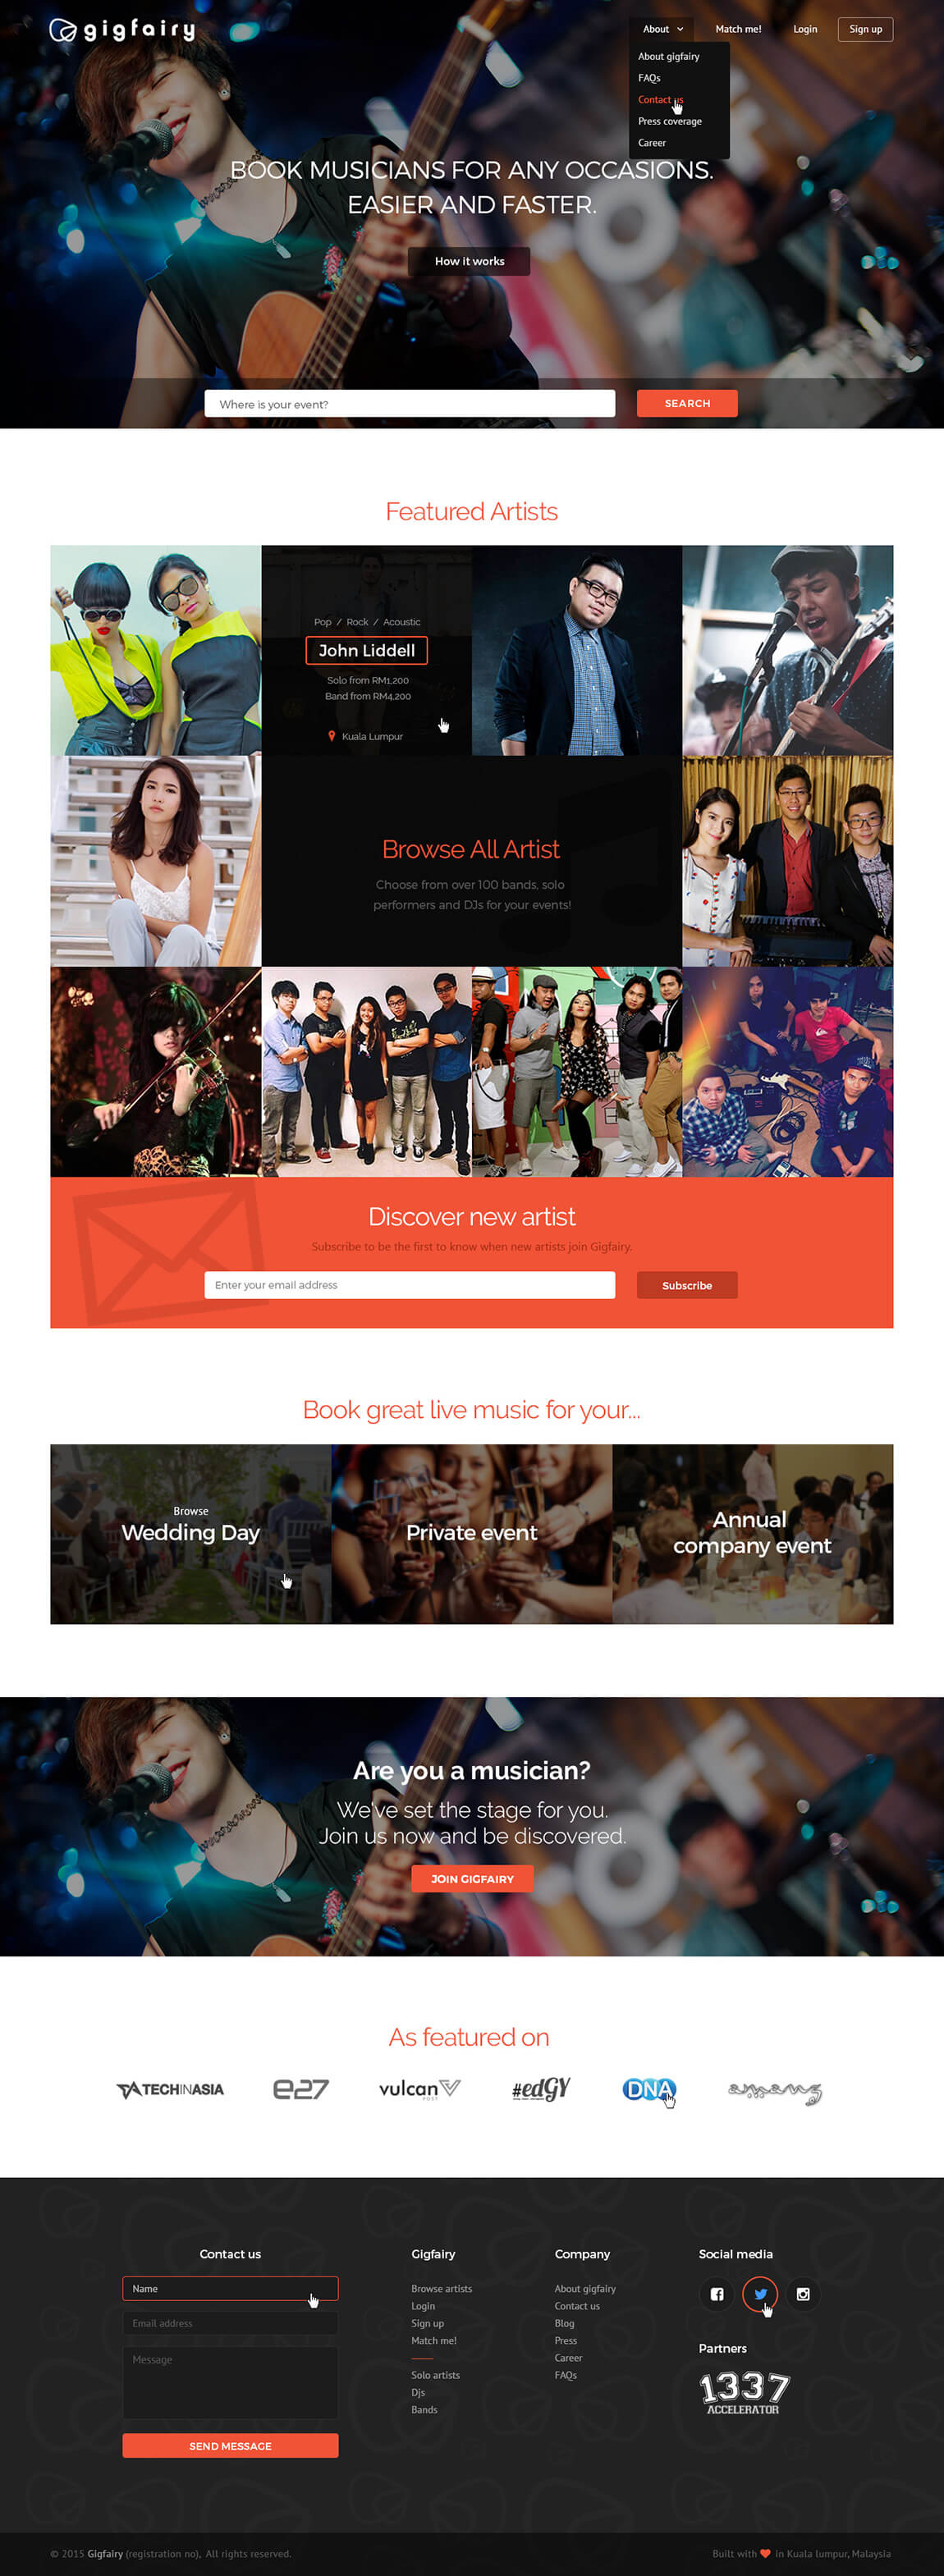 gigfairy
About
Match me!
Login
Sign up
About gigfairy
FAQs
Contact us
Press coverage
Career
BOOK MUSICIANS FOR ANY OCCASIONS.
EASIER AND FASTER.
How it works
Where is your event?
SEARCH
Featured Artists
Pop / Rock / Acoustic
John Liddell
Solo from RM1,200
Band from RM4,200
Kuala Lumpur
Browse All Artist
Choose from over 100 bands, solo
performers and DJs for your events!
Discover new artist
Subscribe to be the first to know when new artists join Gigfairy.
Enter your email address
Subscribe
Book great live music for your...
Browse
Wedding Day
Private event
Annual
company event
Are you a musician?
We've set the stage for you.
Join us now and be discovered.
JOIN GIGFAIRY
As featured on
TECHINASIA
e27
vulcan
POST
#edGY
DNA
amanz
Contact us
Name
Email address
Message
SEND MESSAGE
Gigfairy
Browse artists
Login
Sign up
Match me!
Solo artists
Djs
Bands
Company
About gigfairy
Contact us
Blog
Press
Career
FAQs
Social media
Partners
1337
ACCELERATOR
© 2015 Gigfairy (registration no), All rights reserved.
Built with ❤ in Kuala lumpur, Malaysia